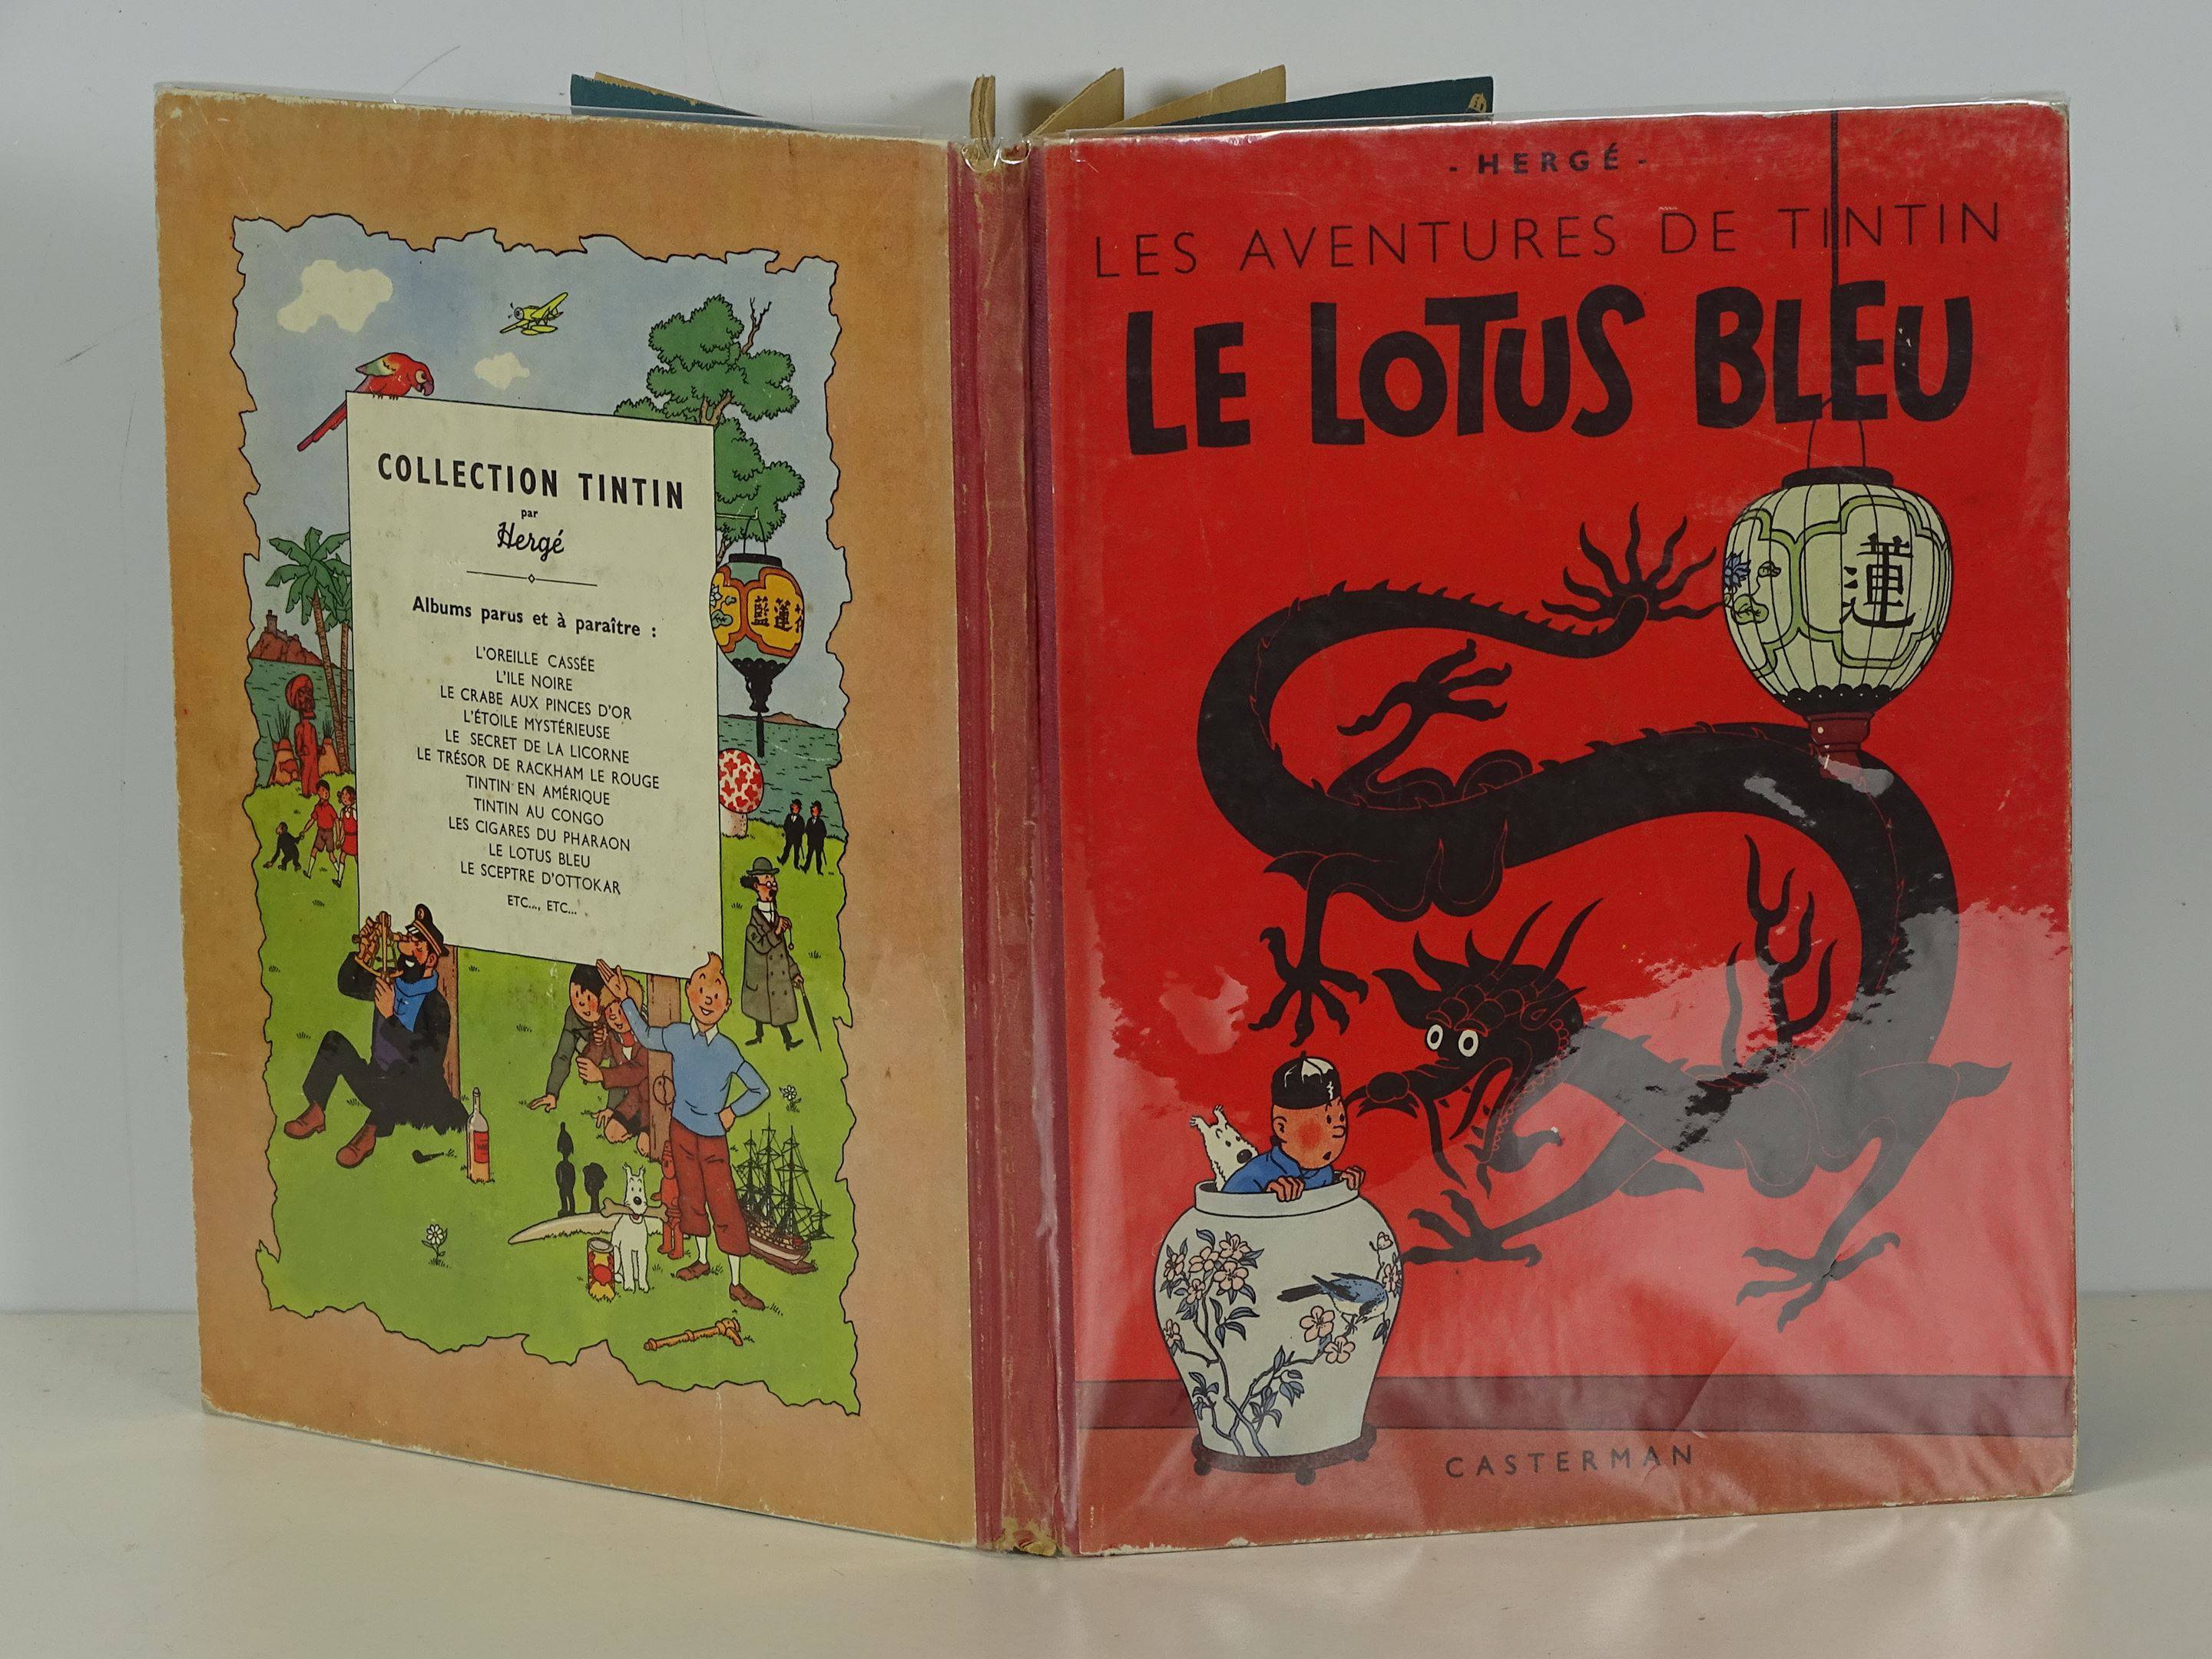 COLLECTION TINTIN
par
Hergé
Albums parus et à paraître :
L'OREILLE CASSÉE
L'ILE NOIRE
LE CRABE AUX PINCES D'OR
L'ÉTOILE MYSTÉRIEUSE
LE SECRET DE LA LICORNE
LE TRÉSOR DE RACKHAM LE ROUGE
TINTIN EN AMÉRIQUE
TINTIN AU CONGO
LES CIGARES DU PHARAON
LE LOTUS BLEU
LE SCEPTRE D'OTTOKAR
ETC..., ETC...
藍蓮
- HERGÉ -
LES AVENTURES DE TINTIN
LE LOTUS BLEU
蓮
CASTERMAN